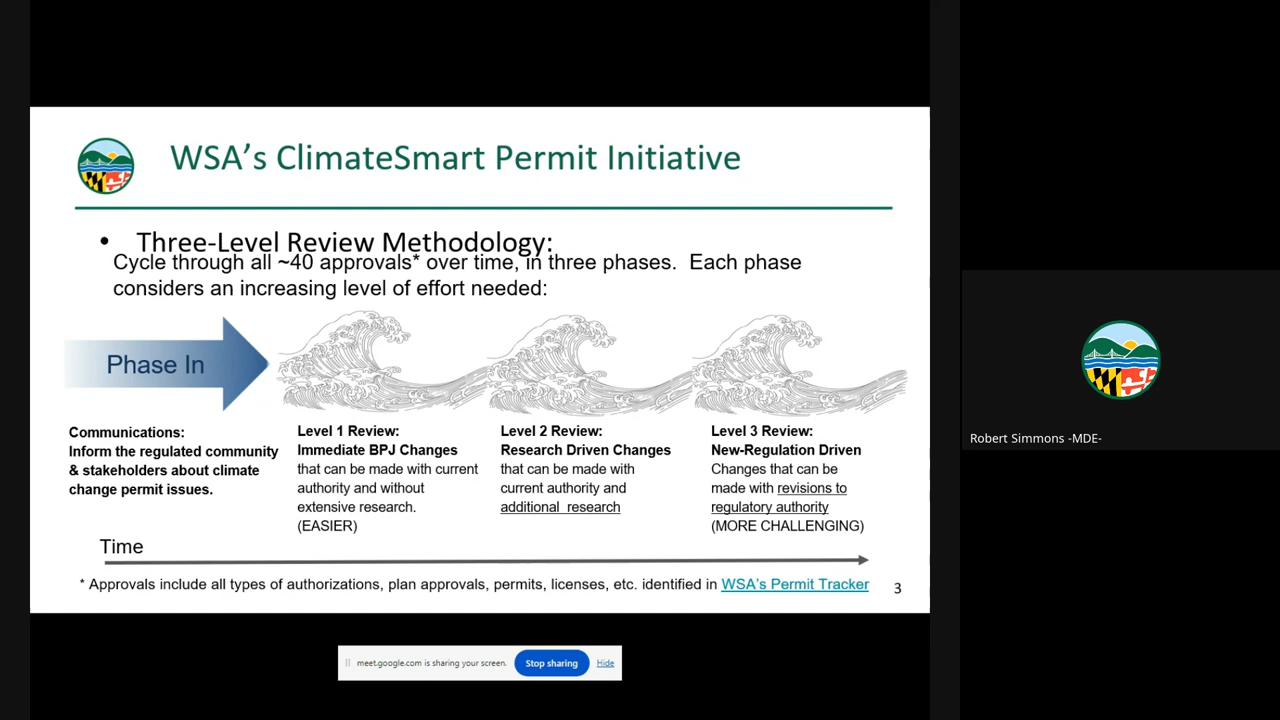 WSA's ClimateSmart Permit Initiative
• Three-Level Review Methodology:
Cycle through all ~40 approvals* over time, in three phases. Each phase
considers an increasing level of effort needed:
Phase In
Communications:
Inform the regulated community
& stakeholders about climate
change permit issues.
Level 1 Review:
Immediate BPJ Changes
that can be made with current
authority and without
extensive research.
(EASIER)
Level 2 Review:
Research Driven Changes
that can be made with
current authority and
additional research
Level 3 Review:
New-Regulation Driven
Changes that can be
made with revisions to
regulatory authority
(MORE CHALLENGING)
Time
* Approvals include all types of authorizations, plan approvals, permits, licenses, etc. identified in WSA's Permit Tracker
3
meet.google.com is sharing your screen. Stop sharing Hide
Robert Simmons -MDE-